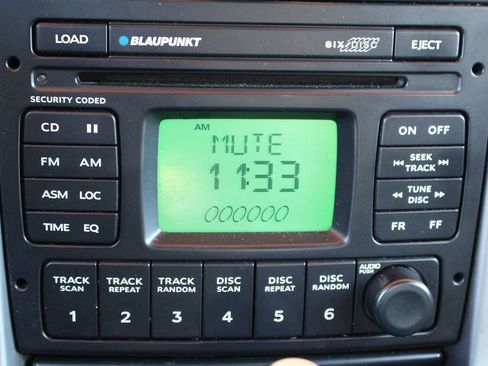 LOAD BLAUPUNKT SIX DISC EJECT
SECURITY CODED
CD
FM AM
ASM LOC
TIME EQ
AM
MUTE
11:33
000000
ON OFF
SEEK
TRACK
TUNE
DISC
FR FF
TRACK SCAN 1
TRACK REPEAT 2
TRACK RANDOM 3
DISC SCAN 4
DISC REPEAT 5
DISC RANDOM 6
AUDIO
PUSH